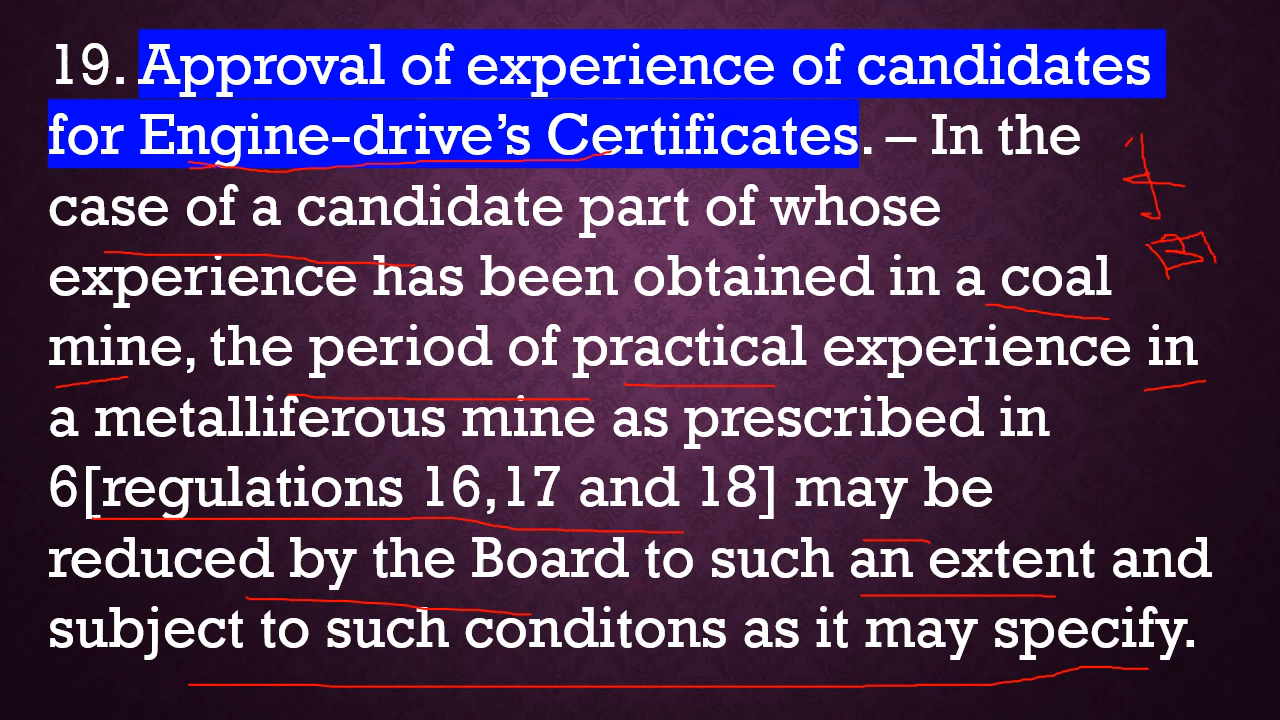 19. Approval of experience of candidates
for Engine-drive’s Certificates. – In the
case of a candidate part of whose
experience has been obtained in a coal
mine, the period of practical experience in
a metalliferous mine as prescribed in
6[regulations 16,17 and 18] may be
reduced by the Board to such an extent and
subject to such conditons as it may specify.